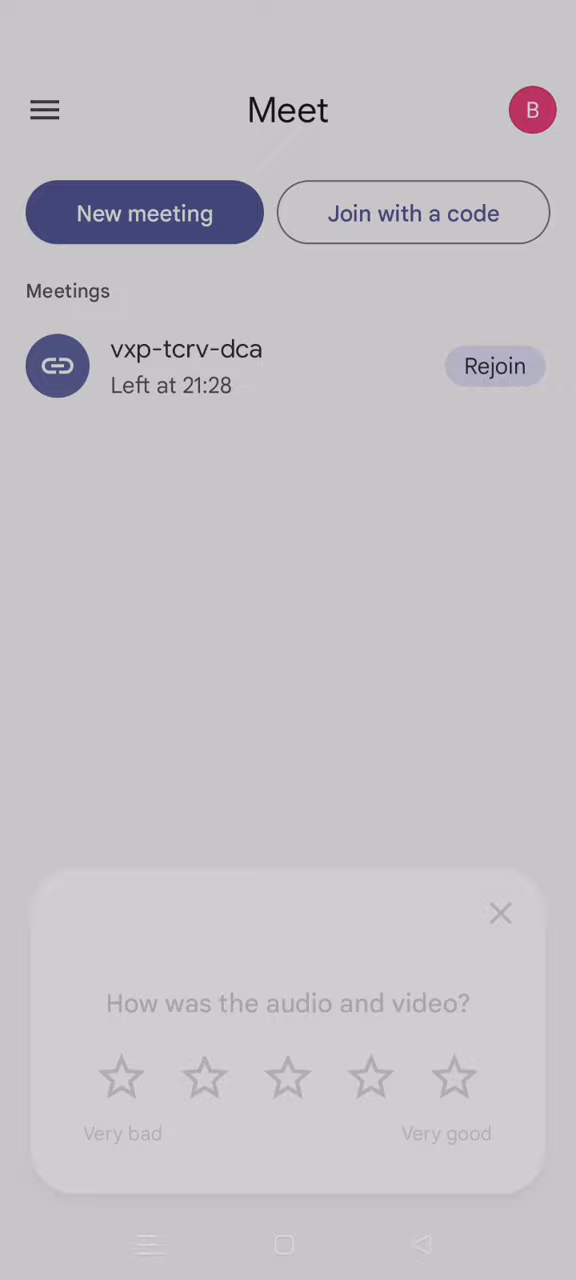 Meet
B
New meeting
Join with a code
Meetings
vxp-tcrv-dca
Left at 21:28
Rejoin
How was the audio and video?
Very bad
Very good